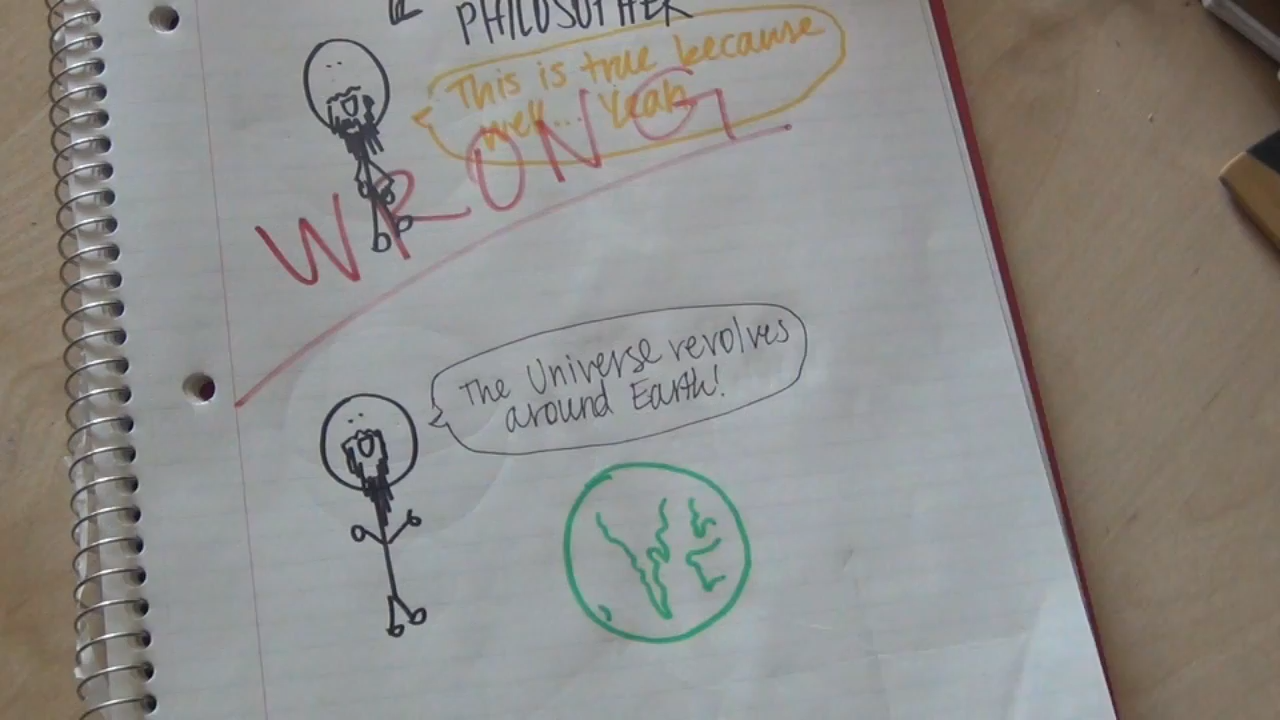 PHILOSOPHER
This is true because
well... Yeah
WRONG
The Universe revolves
around Earth!